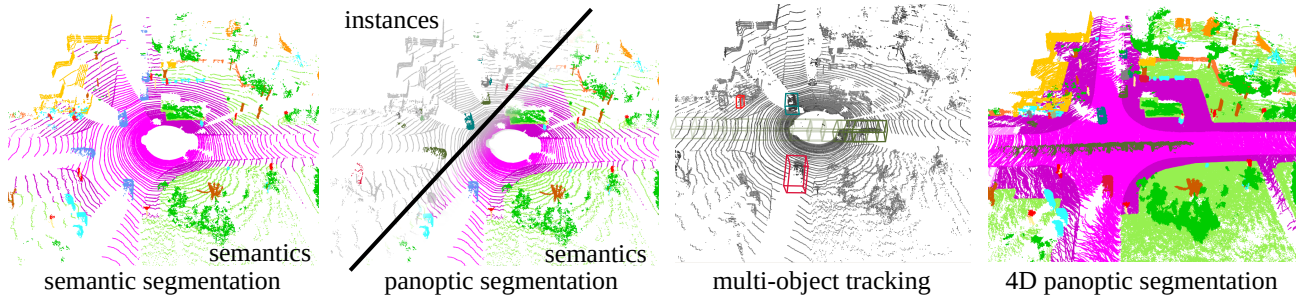 instances
semantics
semantics
semantic segmentation
panoptic segmentation
multi-object tracking
4D panoptic segmentation